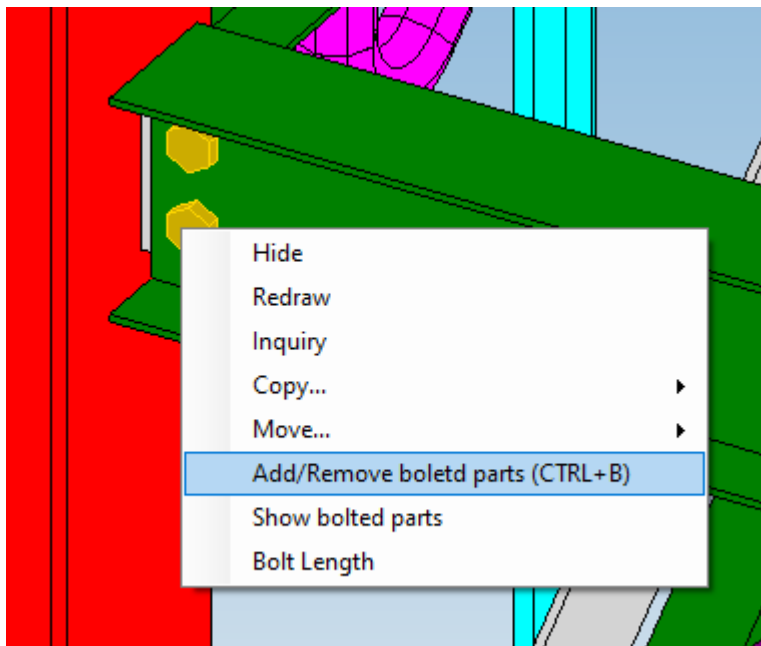 Hide
Redraw
Inquiry
Copy...
Move...
Add/Remove boletd parts (CTRL+B)
Show bolted parts
Bolt Length